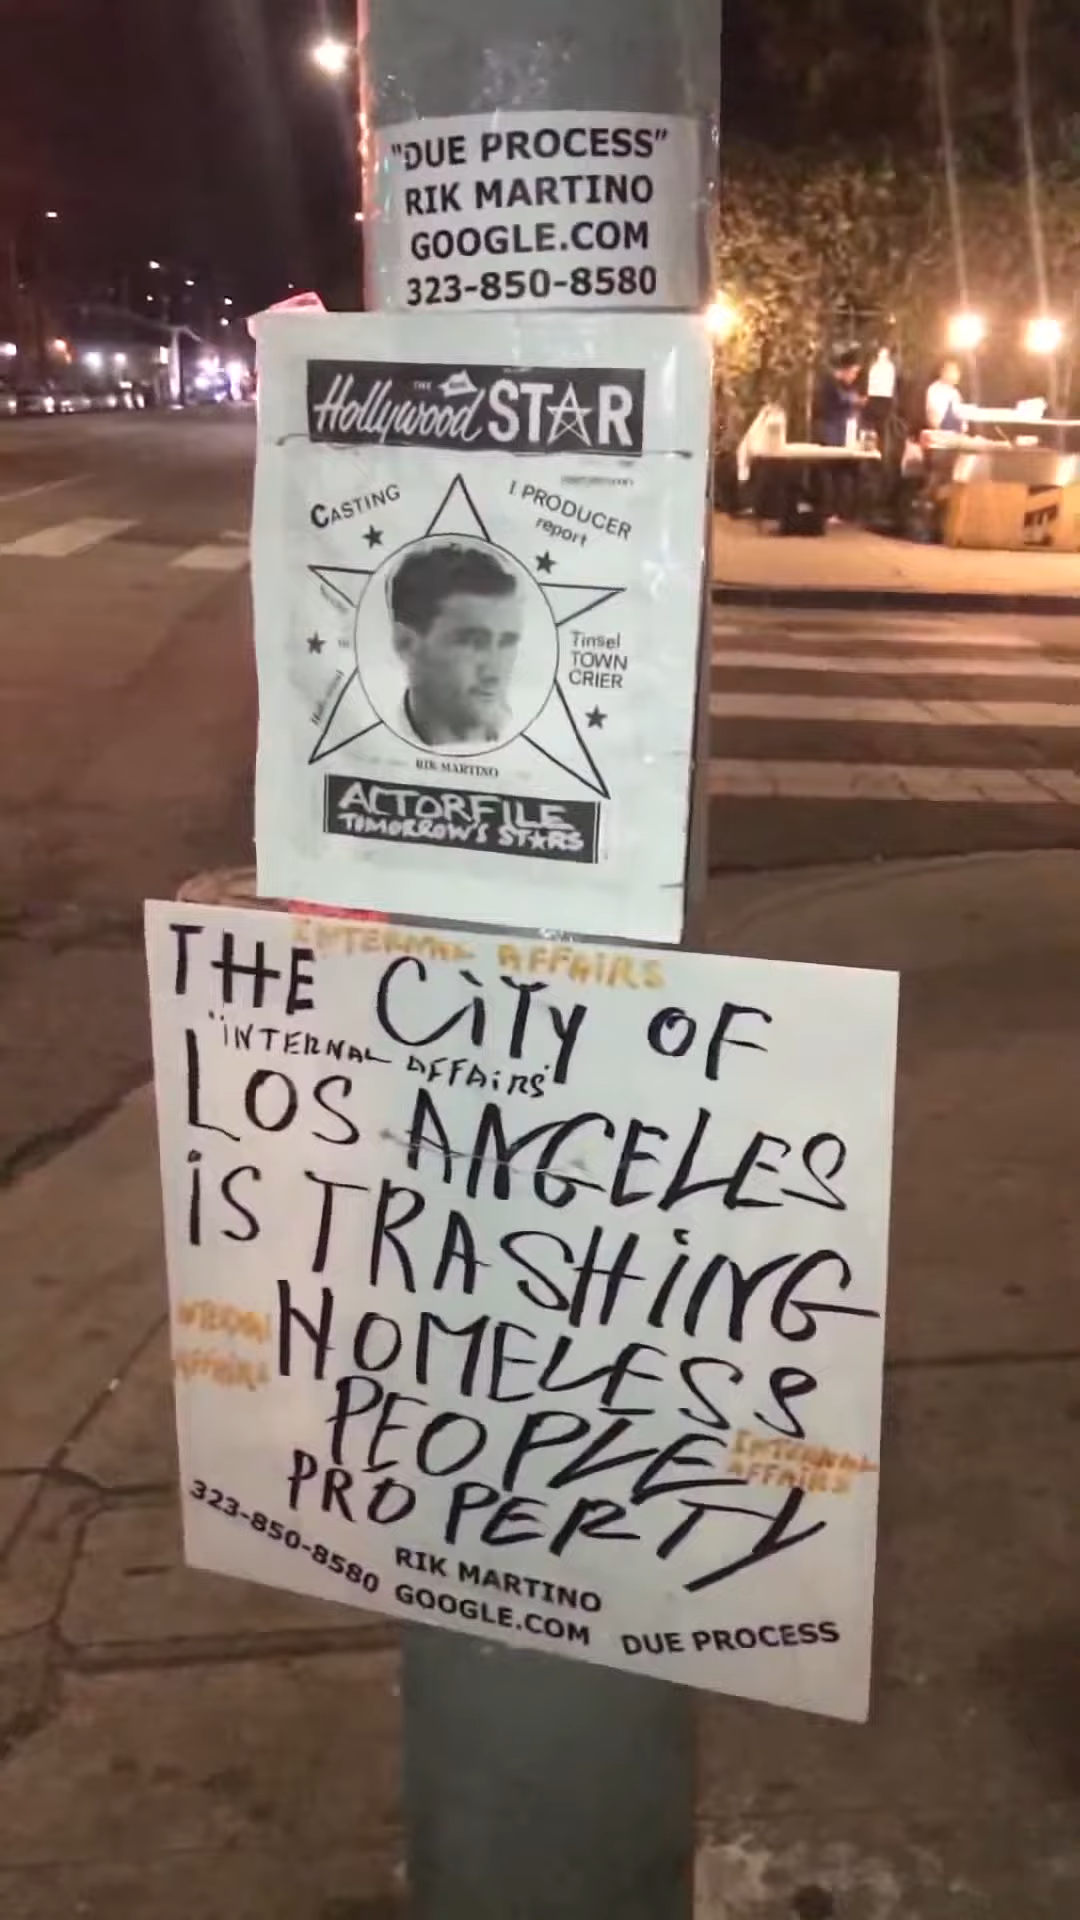 "DUE PROCESS"
RIK MARTINO
GOOGLE.COM
323-850-8580
THE
Hollywood STAR
CASTING
I PRODUCER
report
Tinsel
TOWN
CRIER
RIK MARTINO
ACTORFILE
TOMORROW'S STARS
INTERNAL AFFAIRS
THE CiTY OF
"INTERNAL AFFAiRS"
LOS ANGELES
iS TRASHiNG
HOMELESS
AFFAIRS
PEOPLE
INTERNAL
AFFAIRS
PROPERTY
323-850-8580
RIK MARTINO
GOOGLE.COM
DUE PROCESS